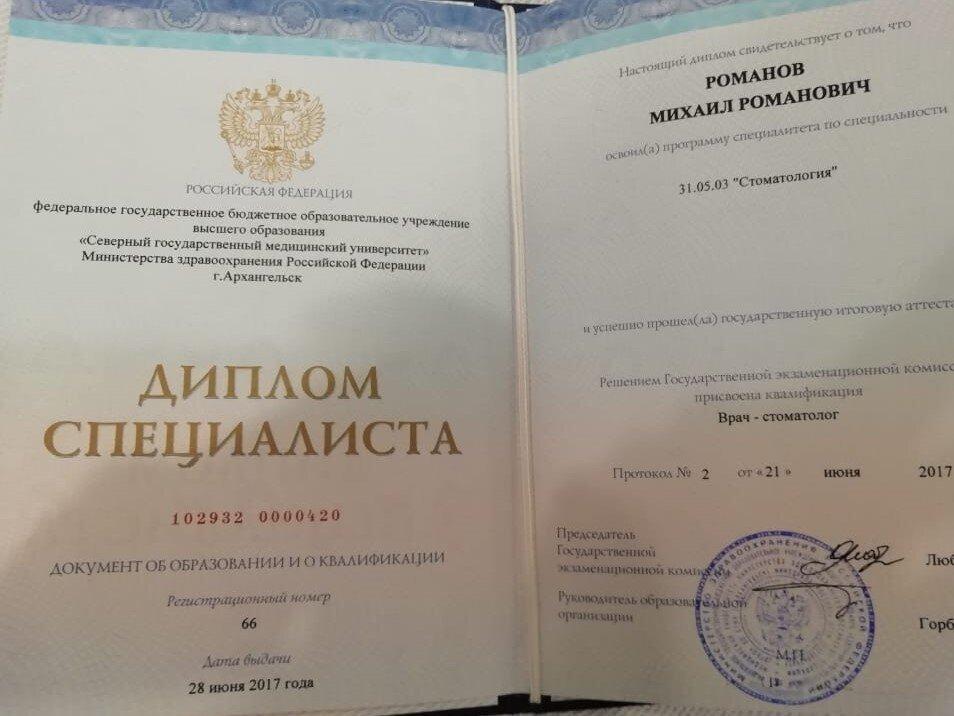 РОССИЙСКАЯ ФЕДЕРАЦИЯ
федеральное государственное бюджетное образовательное учреждение
высшего образования
«Северный государственный медицинский университет»
Министерства здравоохранения Российской Федерации
г.Архангельск
ДИПЛОМ
СПЕЦИАЛИСТА
102932 0000420
ДОКУМЕНТ ОБ ОБРАЗОВАНИИ И О КВАЛИФИКАЦИИ
Регистрационный номер
66
Дата выдачи
28 июня 2017 года
Настоящий диплом свидетельствует о том, что
РОМАНОВ
МИХАИЛ РОМАНОВИЧ
освоил(а) программу специалитета по специальности
31.05.03 "Стоматология"
и успешно прошел(ла) государственную итоговую аттеста
Решением Государственной экзаменационной комисс
присвоена квалификация
Врач - стоматолог
Протокол № 2 от «21» июня 2017
Председатель
Государственной
экзаменационной комиссии
Люб
Руководитель образовательной
организации
Горб
М.П.